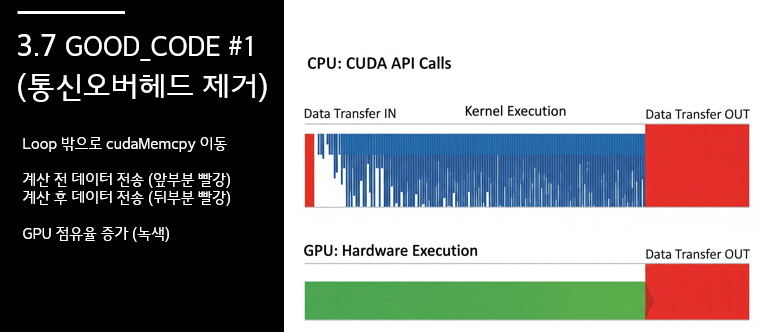 3.7 GOOD_CODE #1
(통신오버헤드 제거)
Loop 밖으로 cudaMemcpy 이동
계산 전 데이터 전송 (앞부분 빨강)
계산 후 데이터 전송 (뒤부분 빨강)
GPU 점유율 증가 (녹색)
CPU: CUDA API Calls
Data Transfer IN
Kernel Execution
Data Transfer OUT
GPU: Hardware Execution
Data Transfer OUT